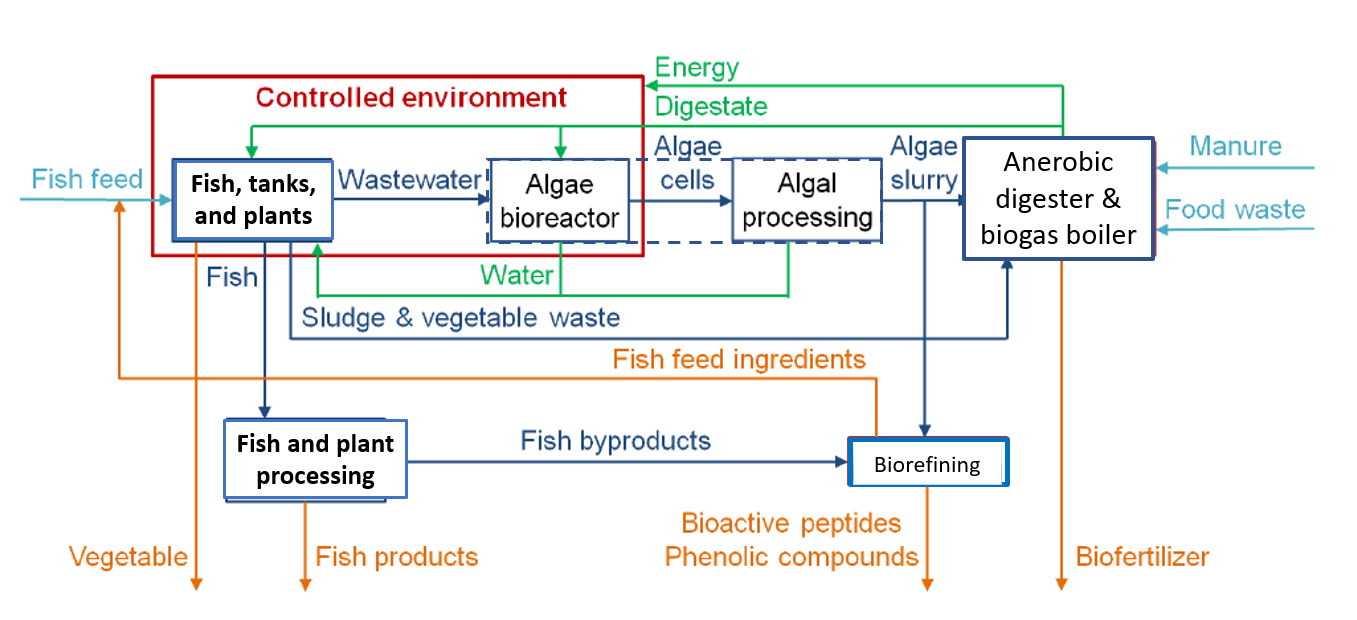 Energy
Controlled environment
Digestate
Fish feed
Fish, tanks,
and plants
Wastewater
Algae
bioreactor
Algae
cells
Algal
processing
Algae
slurry
Anerobic
digester &
biogas boiler
Manure
Food waste
Fish
Water
Sludge & vegetable waste
Fish feed ingredients
Fish and plant
processing
Fish byproducts
Biorefining
Vegetable
Fish products
Bioactive peptides
Phenolic compounds
Biofertilizer